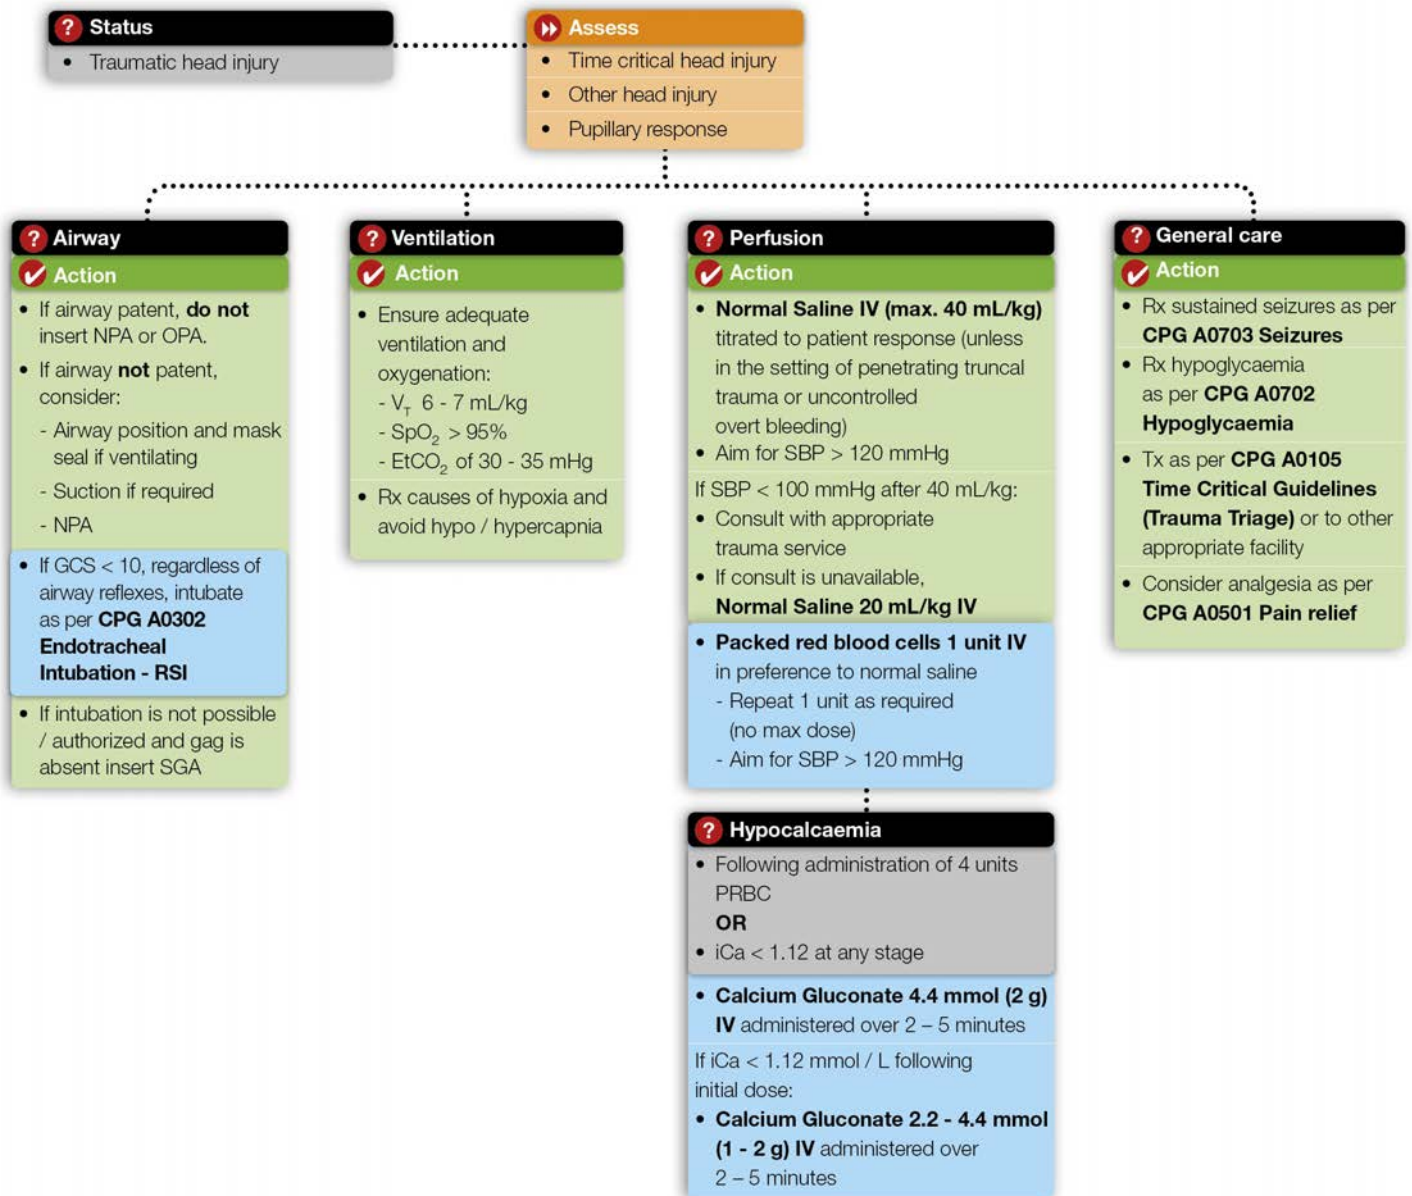 Status
• Traumatic head injury
Assess
• Time critical head injury
• Other head injury
• Pupillary response
Airway
Action
• If airway patent, do not
insert NPA or OPA.
• If airway not patent,
consider:
- Airway position and mask
seal if ventilating
- Suction if required
- NPA
• If GCS < 10, regardless of
airway reflexes, intubate
as per CPG A0302
Endotracheal
Intubation - RSI
• If intubation is not possible
/ authorized and gag is
absent insert SGA
Ventilation
Action
• Ensure adequate
ventilation and
oxygenation:
- VT 6 - 7 mL/kg
- SpO2 > 95%
- EtCO2 of 30 - 35 mHg
• Rx causes of hypoxia and
avoid hypo / hypercapnia
Perfusion
Action
• Normal Saline IV (max. 40 mL/kg)
titrated to patient response (unless
in the setting of penetrating truncal
trauma or uncontrolled
overt bleeding)
• Aim for SBP > 120 mmHg
If SBP < 100 mmHg after 40 mL/kg:
• Consult with appropriate
trauma service
• If consult is unavailable,
Normal Saline 20 mL/kg IV
• Packed red blood cells 1 unit IV
in preference to normal saline
- Repeat 1 unit as required
(no max dose)
- Aim for SBP > 120 mmHg
Hypocalcaemia
• Following administration of 4 units
PRBC
OR
• iCa < 1.12 at any stage
• Calcium Gluconate 4.4 mmol (2 g)
IV administered over 2 – 5 minutes
If iCa < 1.12 mmol / L following
initial dose:
• Calcium Gluconate 2.2 - 4.4 mmol
(1 - 2 g) IV administered over
2 – 5 minutes
General care
Action
• Rx sustained seizures as per
CPG A0703 Seizures
• Rx hypoglycaemia
as per CPG A0702
Hypoglycaemia
• Tx as per CPG A0105
Time Critical Guidelines
(Trauma Triage) or to other
appropriate facility
• Consider analgesia as per
CPG A0501 Pain relief